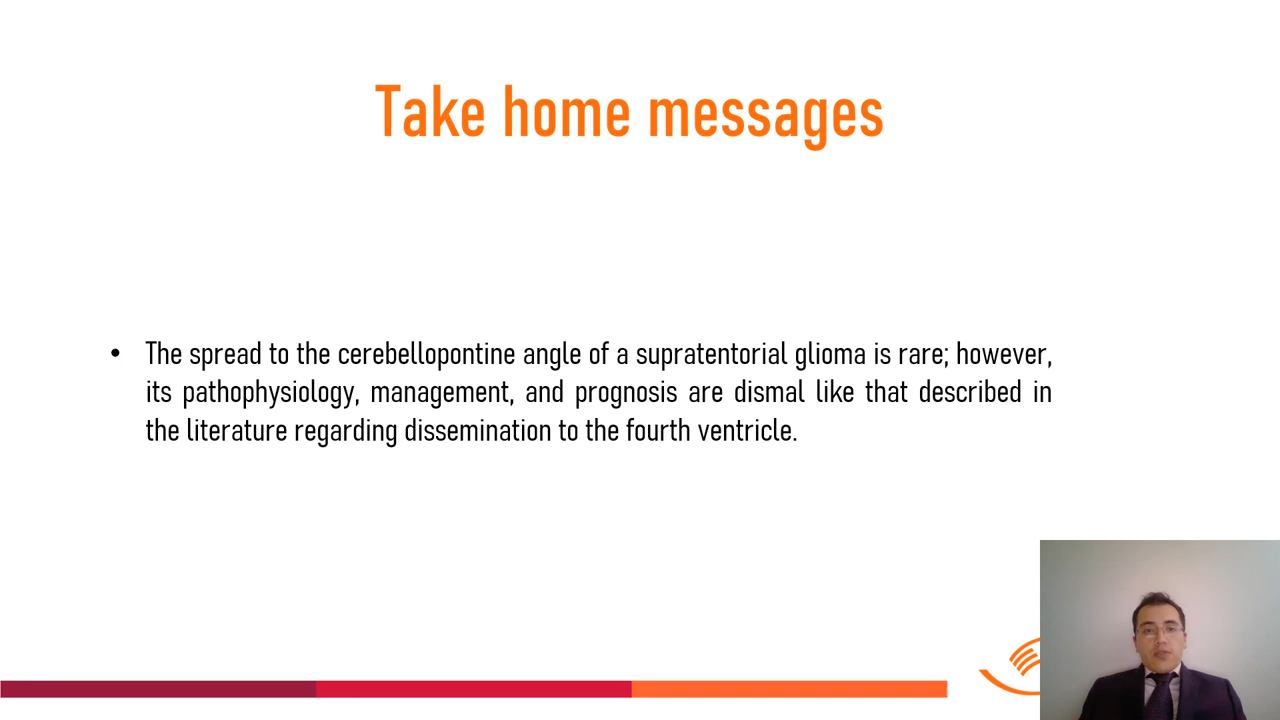 Take home messages
• The spread to the cerebellopontine angle of a supratentorial glioma is rare; however,
its pathophysiology, management, and prognosis are dismal like that described in
the literature regarding dissemination to the fourth ventricle.